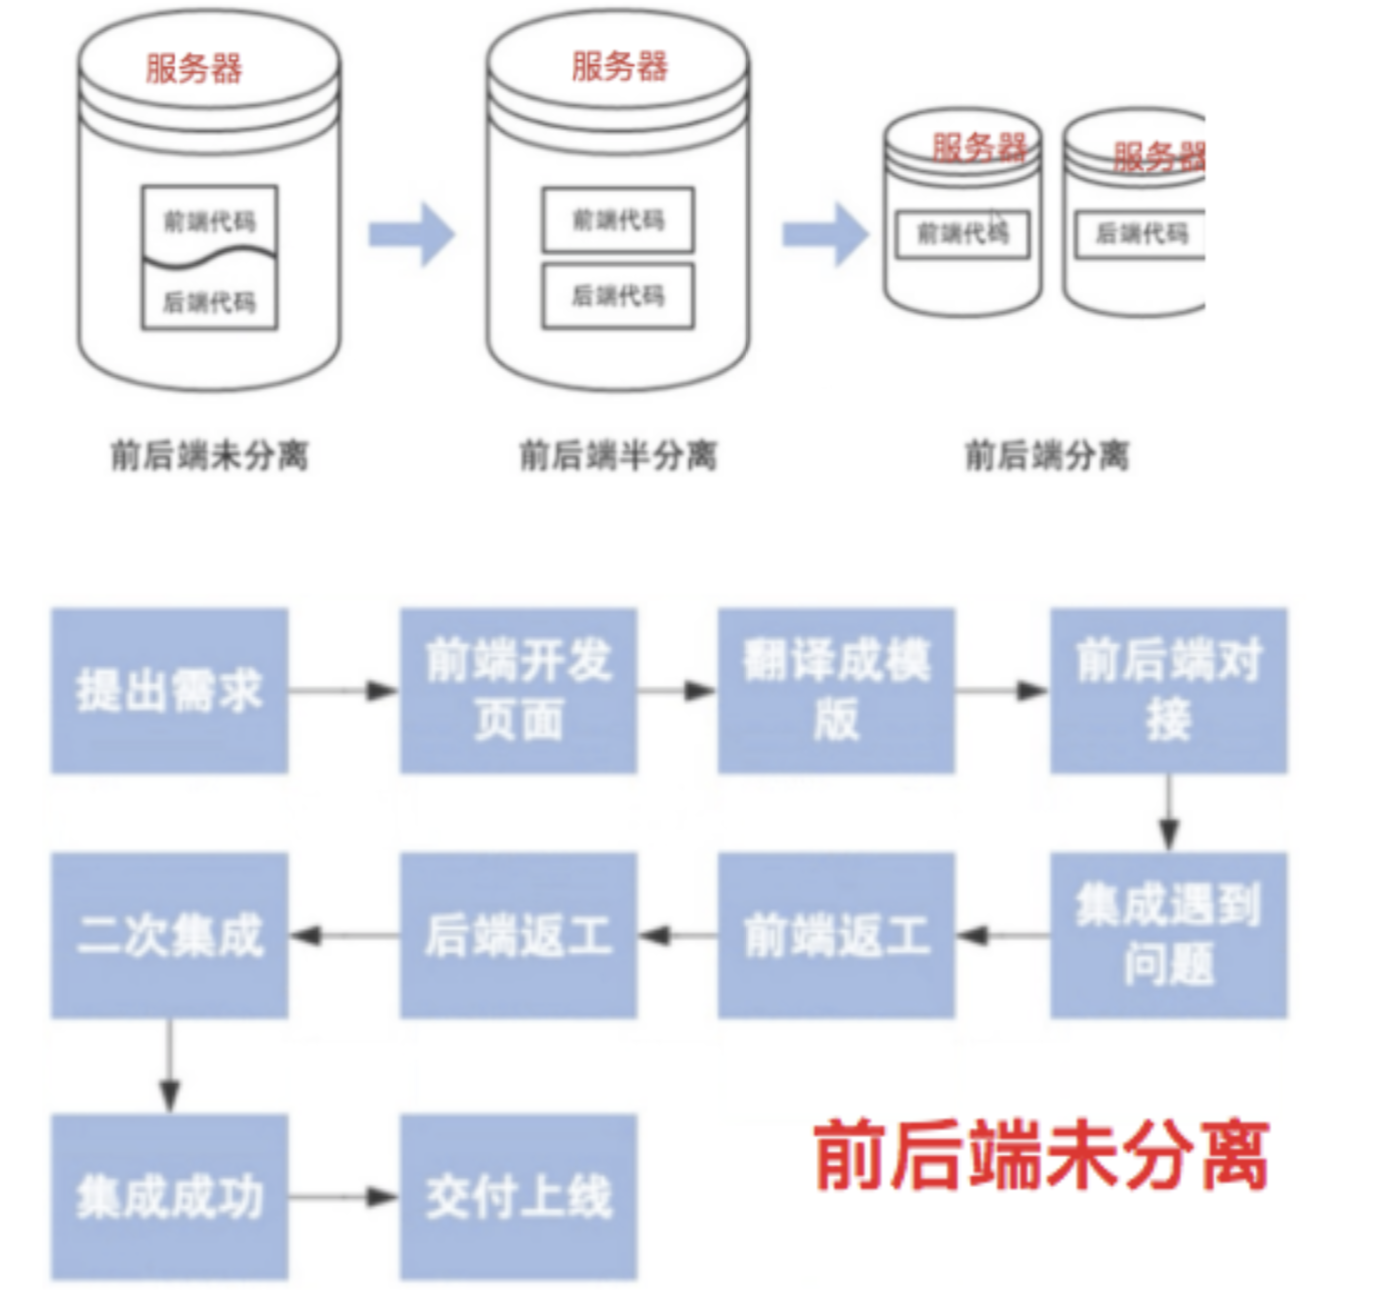 服务器
前端代码
后端代码
前后端未分离
服务器
前端代码
后端代码
前后端半分离
服务器
前端代码
服务器
后端代码
前后端分离
提出需求
前端开发
页面
翻译成模
版
前后端对
接
集成遇到
问题
前端返工
后端返工
二次集成
集成成功
交付上线
前后端未分离